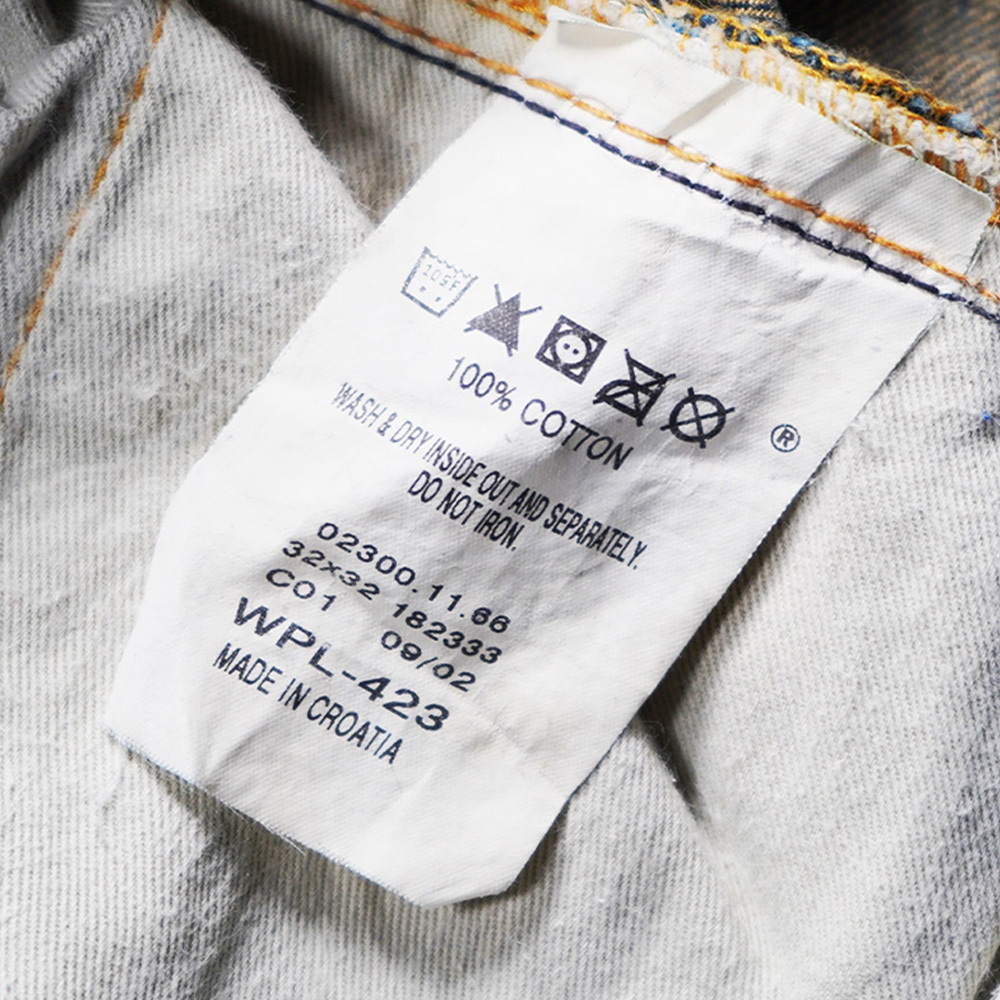 105F
100% COTTON
®
WASH & DRY INSIDE OUT AND SEPARATELY.
DO NOT IRON.
02300.11.66
32x32 182333
C01 09/02
WPL-423
MADE IN CROATIA